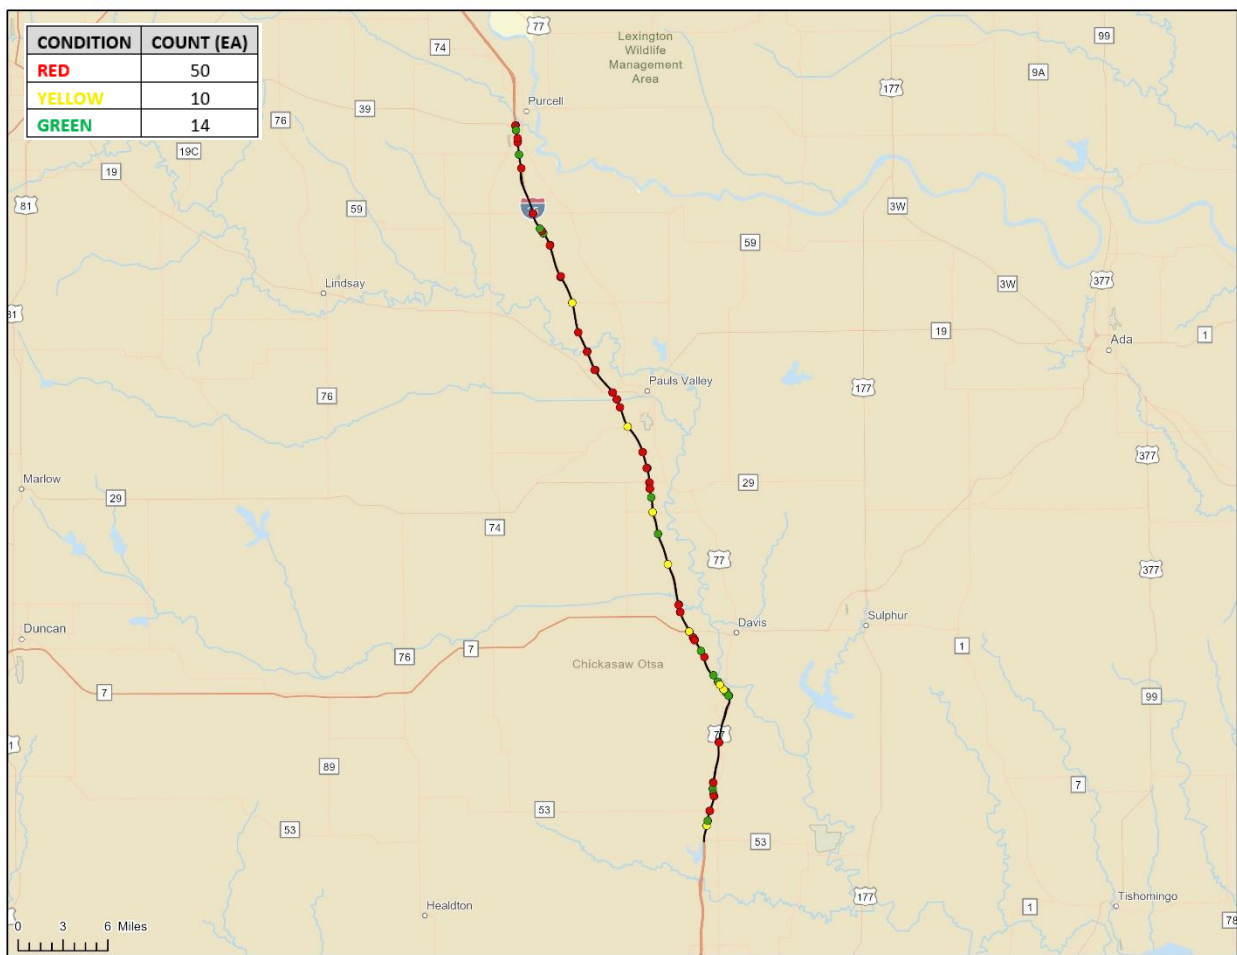 CONDITION COUNT (EA)
RED 50
YELLOW 10
GREEN 14
77
Lexington
Wildlife
Management
Area
99
74
9A
177
Purcell
39
76
19C
19
81
59
3W
59
377
Lindsay
3W
81
19
1
Ada
Pauls Valley
177
76
377
Marlow
29
29
74
77
377
Duncan
Davis
Sulphur
7
76
1
Chickasaw Otsa
7
99
77
1
89
7
53
53
53
177
Healdton
1
Tishomingo
78
0 3 6 Miles